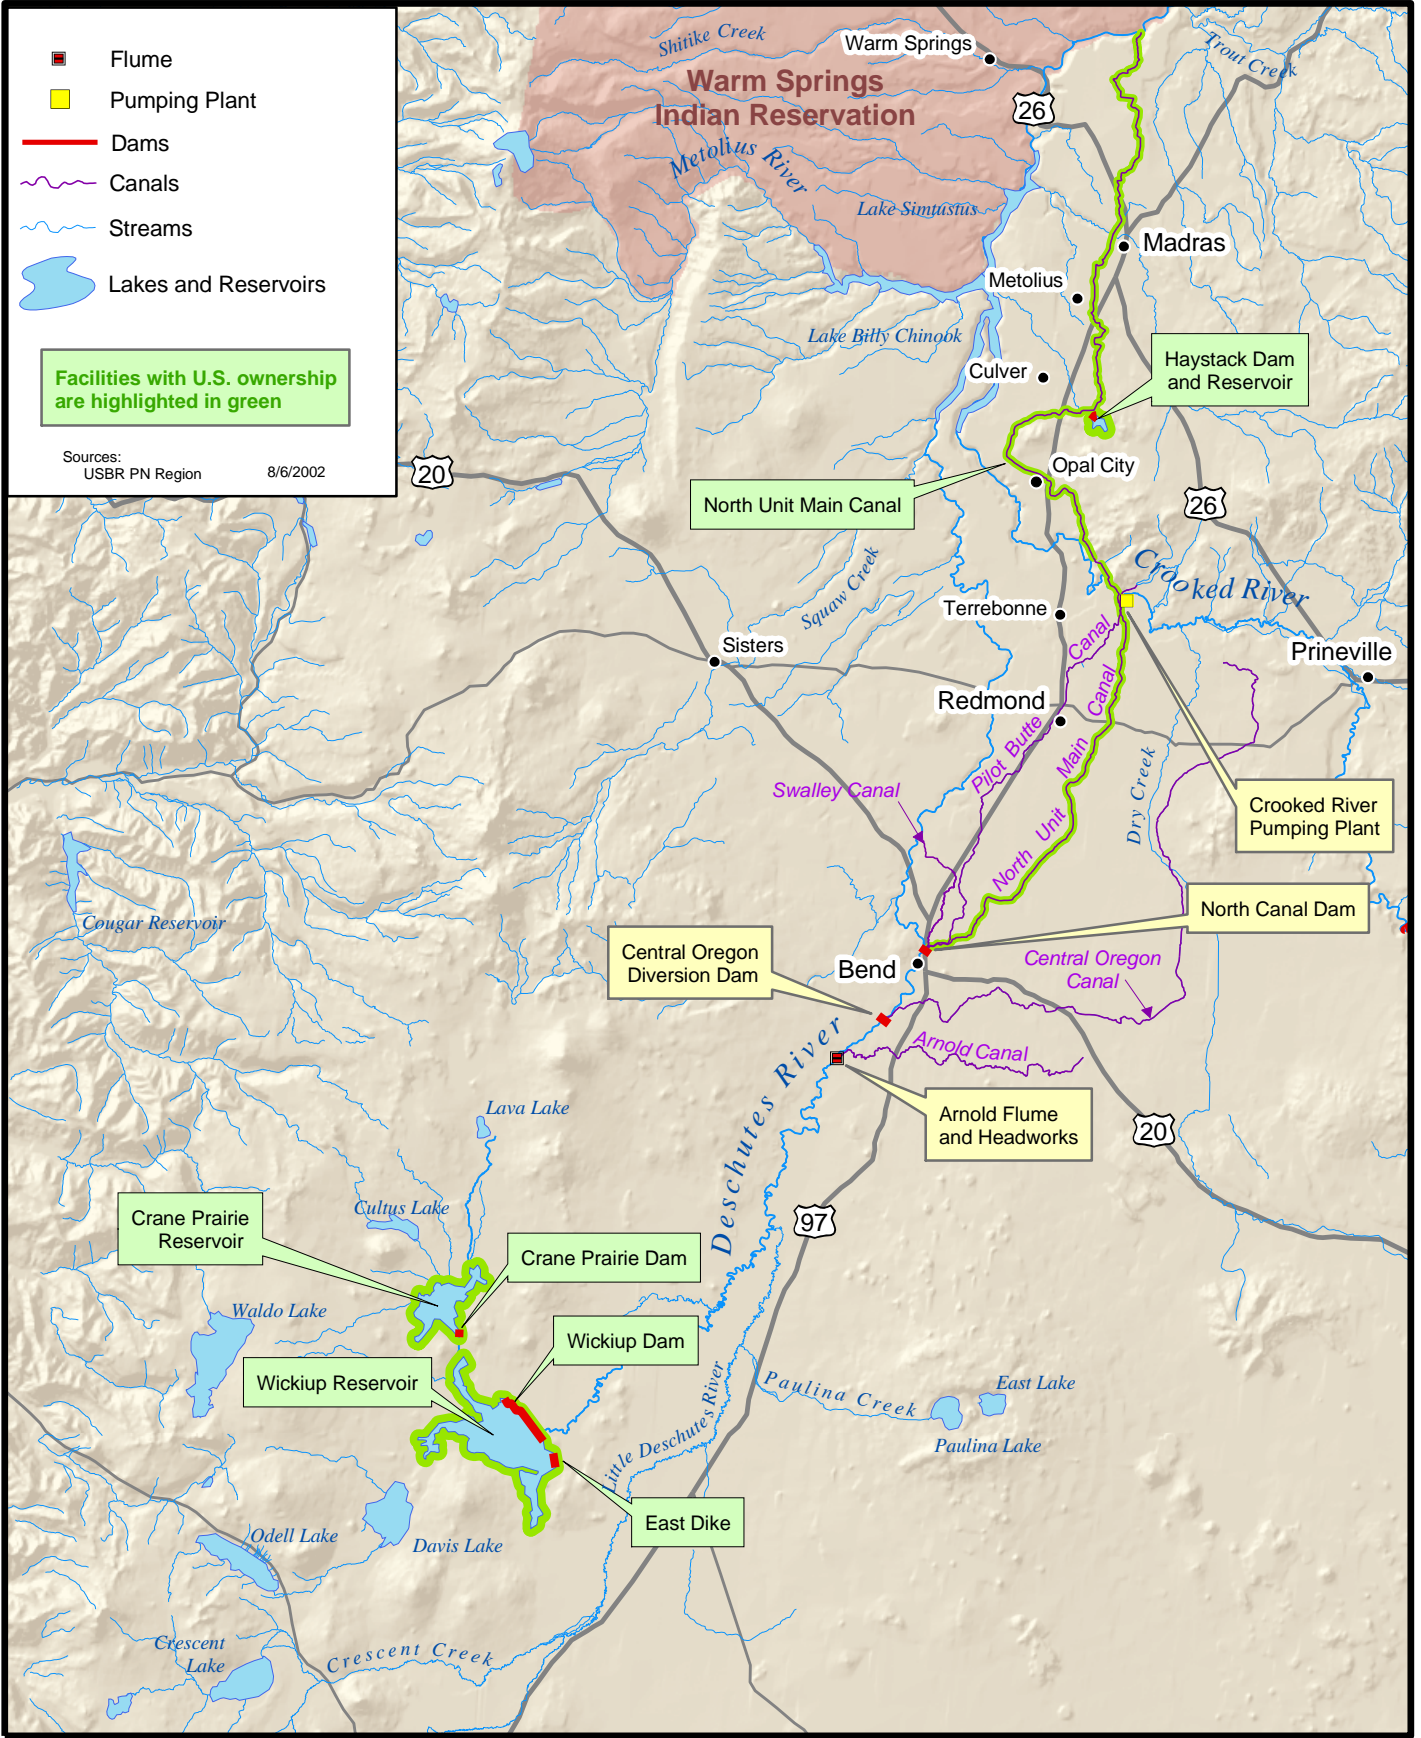 Flume
Pumping Plant
Dams
Canals
Streams
Lakes and Reservoirs
Facilities with U.S. ownership
are highlighted in green
Sources:
USBR PN Region 8/6/2002
Shitike Creek
Warm Springs
Trout Creek
Warm Springs
Indian Reservation
26
Metolius River
Lake Simtustus
Madras
Metolius
Lake Billy Chinook
Culver
Haystack Dam
and Reservoir
20
Opal City
North Unit Main Canal
26
Squaw Creek
Crooked River
Terrebonne
Sisters
Prineville
Redmond
Pilot Butte Canal
North Unit Main Canal
Swalley Canal
Dry Creek
Crooked River
Pumping Plant
Cougar Reservoir
North Canal Dam
Central Oregon
Diversion Dam
Bend
Central Oregon
Canal
Arnold Canal
Deschutes River
Lava Lake
Arnold Flume
and Headworks
20
Cultus Lake
Crane Prairie
Reservoir
97
Crane Prairie Dam
Waldo Lake
Wickiup Dam
Wickiup Reservoir
Little Deschute's River
Paulina Creek
East Lake
Paulina Lake
East Dike
Odell Lake
Davis Lake
Crescent
Lake
Crescent Creek